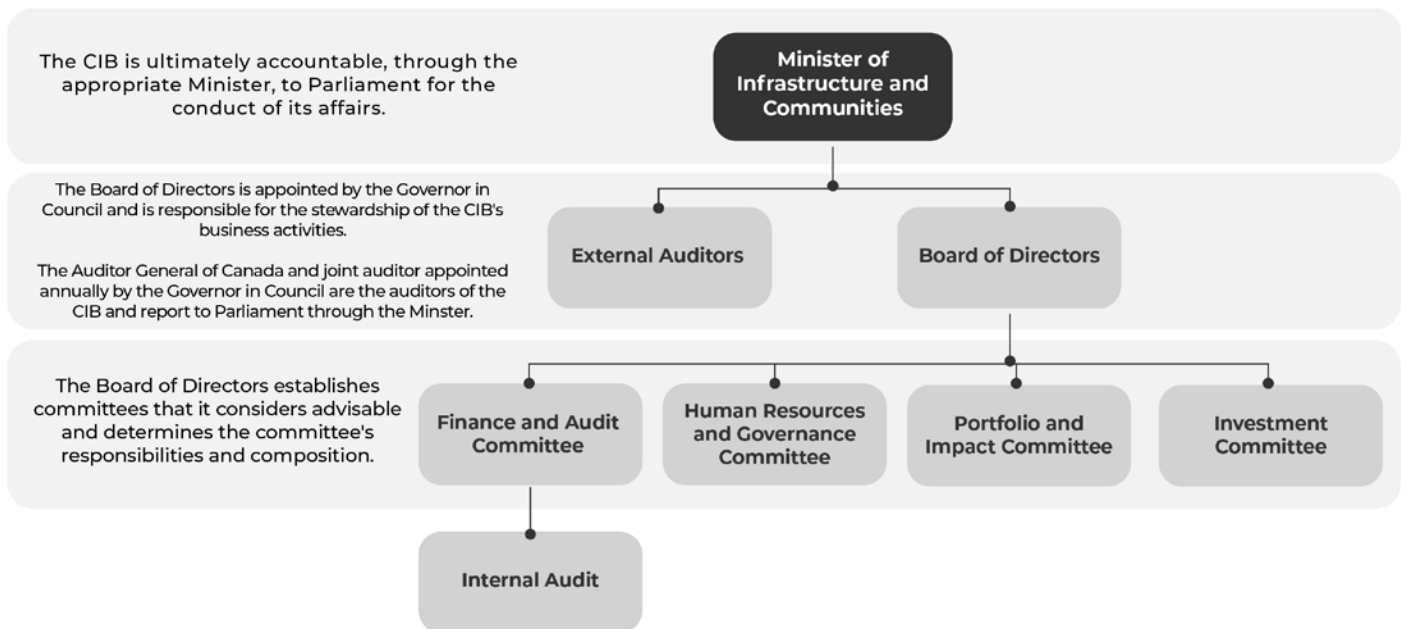 The CIB is ultimately accountable, through the
appropriate Minister, to Parliament for the
conduct of its affairs.
Minister of
Infrastructure and
Communities
The Board of Directors is appointed by the Governor in
Council and is responsible for the stewardship of the CIB's
business activities.
The Auditor General of Canada and joint auditor appointed
annually by the Governor in Council are the auditors of the
CIB and report to Parliament through the Minster.
External Auditors
Board of Directors
The Board of Directors establishes
committees that it considers advisable
and determines the committee's
responsibilities and composition.
Finance and Audit
Committee
Human Resources
and Governance
Committee
Portfolio and
Impact Committee
Investment
Committee
Internal Audit